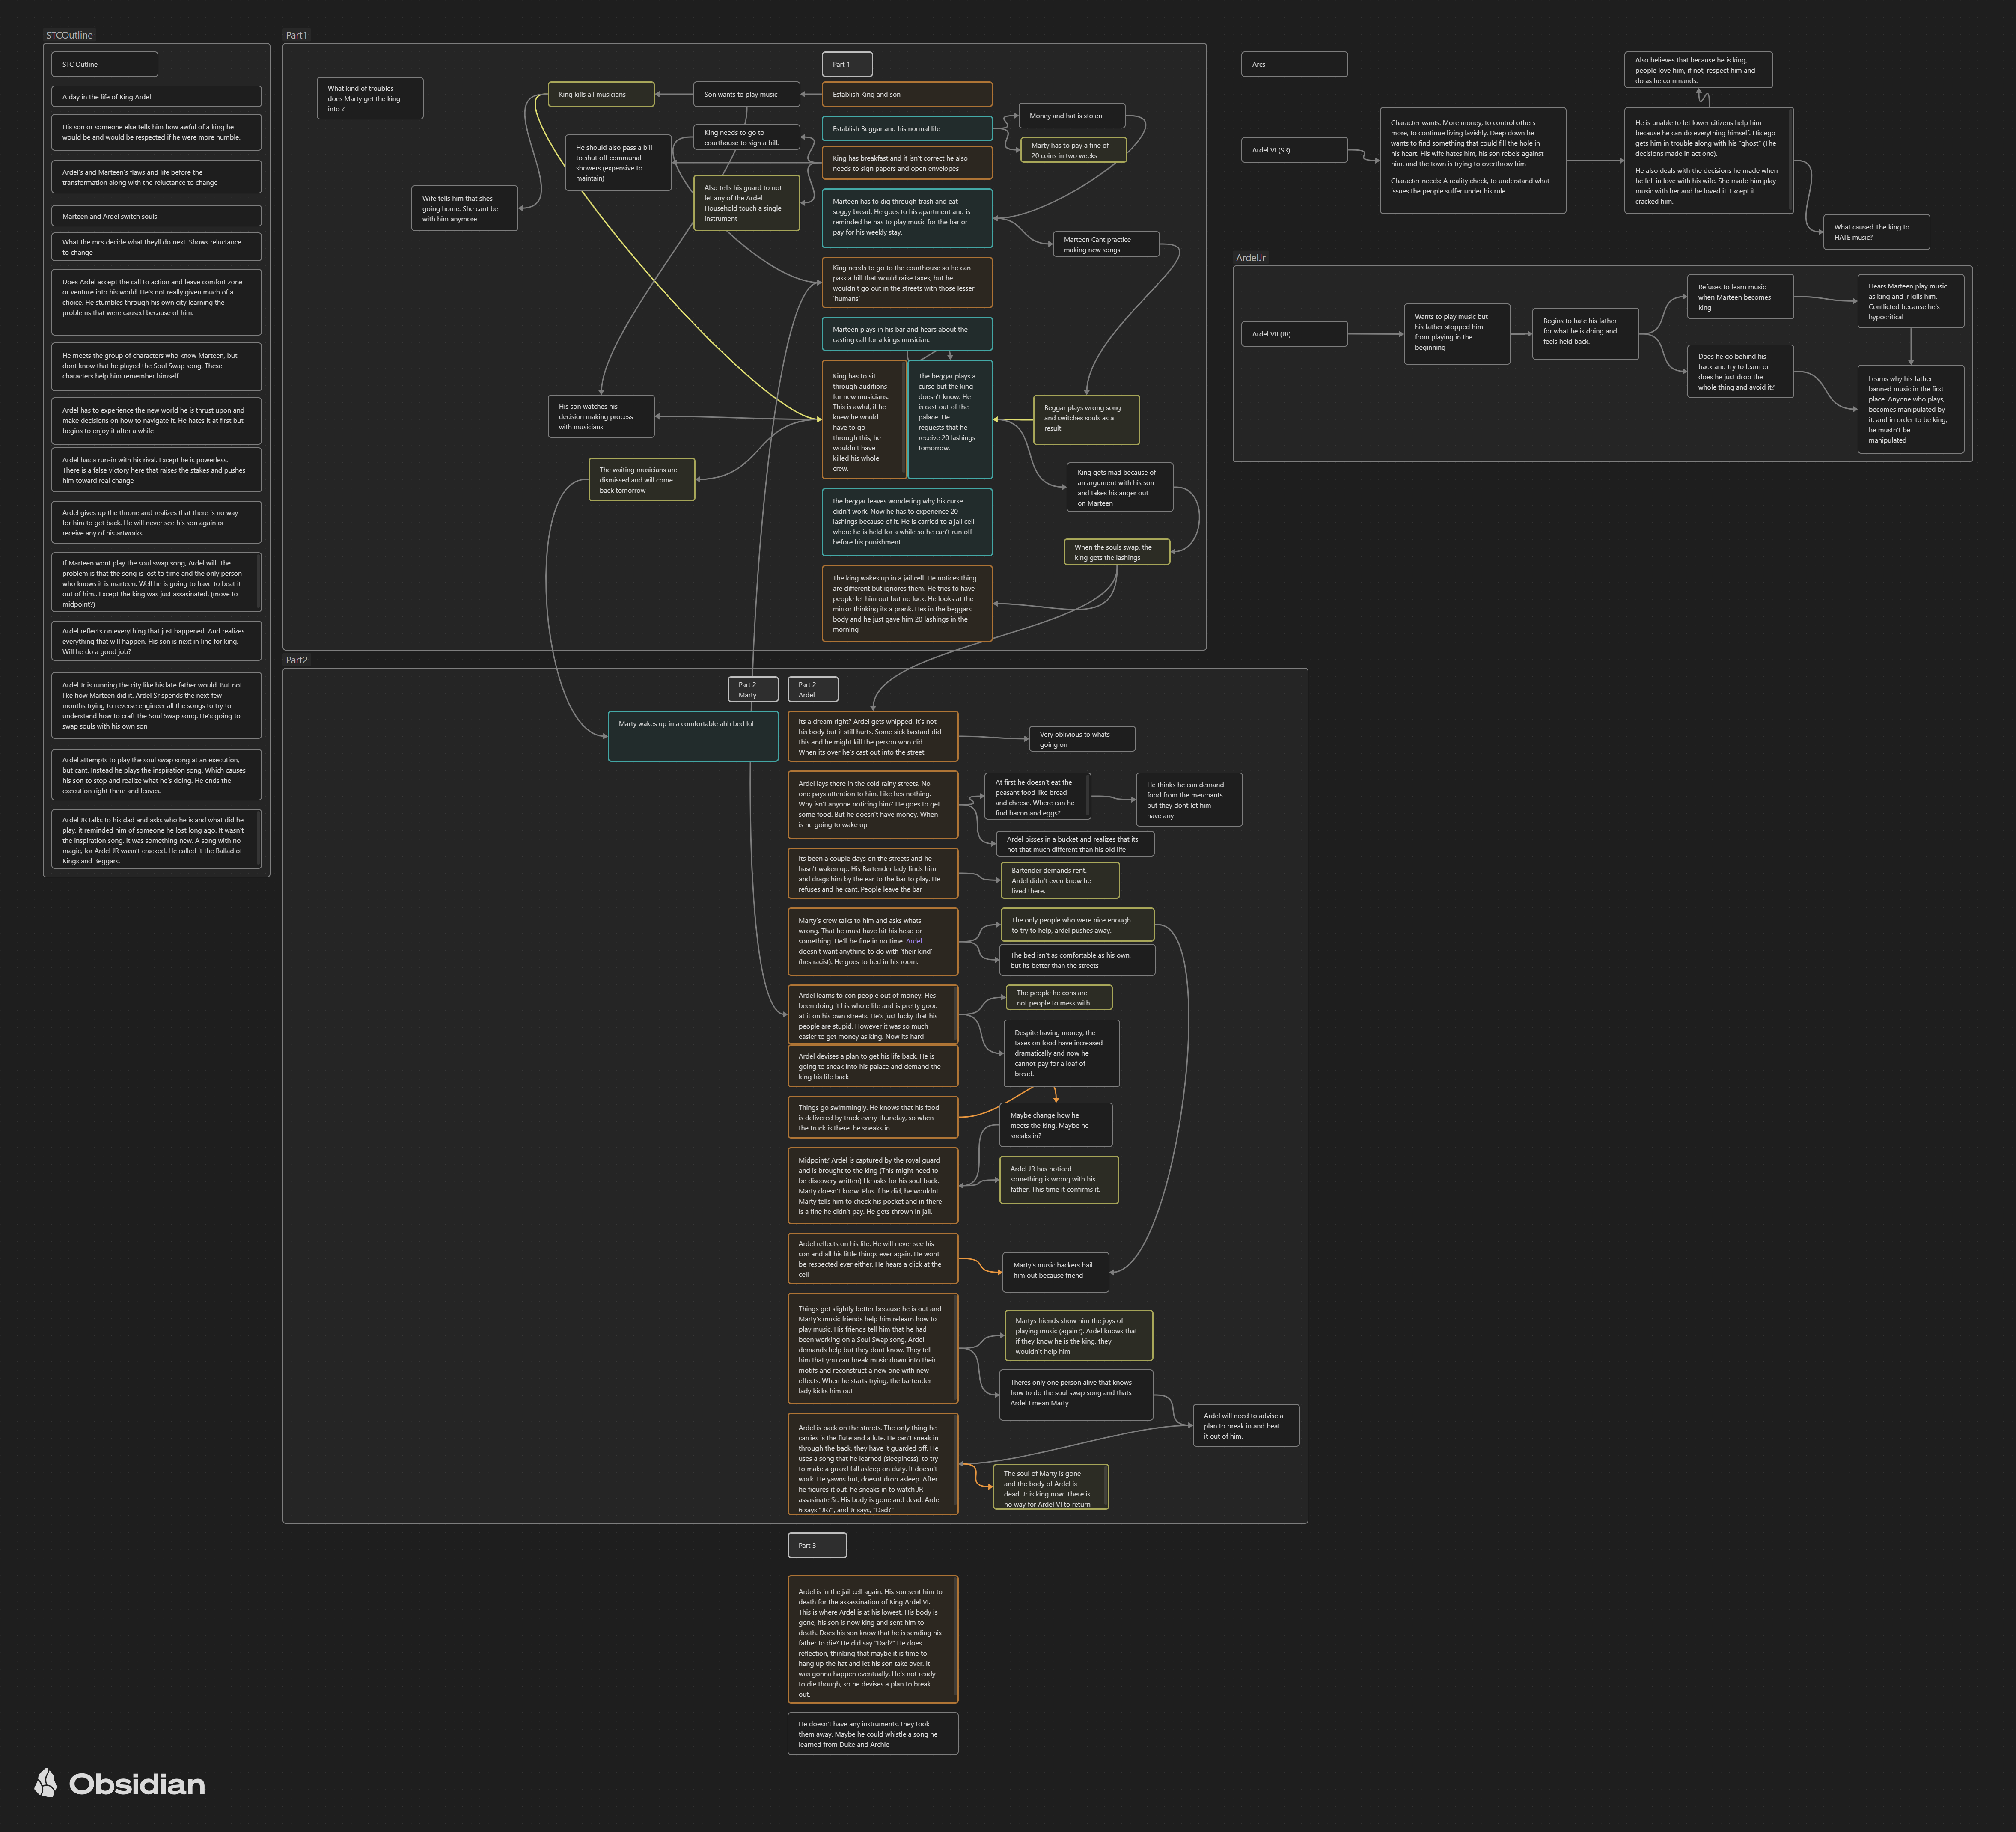 STCOutline
STC Outline
A day in the life of King Ardel
His son or someone else tells him how awful of a king he
would be and would be respected if he were more humble.
Ardel's and Marteen's flaws and life before the
transformation along with the reluctance to change
Marteen and Ardel switch souls
What the mcs decide what theyll do next. Shows reluctance
to change
Does Ardel accept the call to action and leave comfort zone
or venture into his world. He's not really given much of a
choice. He stumbles through his own city learning the
problems that were caused because of him.
He meets the group of characters who know Marteen, but
dont know that he played the Soul Swap song. These
characters help him remember himself.
Ardel has to experience the new world he is thrust upon and
make decisions on how to navigate it. He hates it at first but
begins to enjoy it after a while
Ardel has a run-in with his rival. Except he is powerless.
There is a false victory here that raises the stakes and pushes
him toward real change
Ardel gives up the throne and realizes that there is no way
for him to get back. He will never see his son again or
receive any of his artworks
If Marteen wont play the soul swap song, Ardel will. The
problem is that the song is lost to time and the only person
who knows it is marteen. Well he is going to have to beat it
out of him.. Except the king was just assasinated. (move to
midpoint?)
Ardel reflects on everything that just happened. And realizes
everything that will happen. His son is next in line for king.
Will he do a good job?
Ardel Jr is running the city like his late father would. But not
like how Marteen did it. Ardel Sr spends the next few
months trying to reverse engineer all the songs to try to
understand how to craft the Soul Swap song. He's going to
swap souls with his own son
Ardel attempts to play the soul swap song at an execution,
but cant. Instead he plays the inspiration song. Which causes
his son to stop and realize what he's doing. He ends the
execution right there and leaves.
Ardel JR talks to his dad and asks who he is and what did he
play, it reminded him of someone he lost long ago. It wasn't
the inspiration song. It was something new. A song with no
magic, for Ardel JR wasn't cracked. He called it the Ballad of
Kings and Beggars.
Part1
Part 1
What kind of troubles
does Marty get the king
into ?
King kills all musicians
Son wants to play music
Establish King and son
Establish Beggar and his normal life
Money and hat is stolen
Marty has to pay a fine of
20 coins in two weeks
King needs to go to
courthouse to sign a bill.
He should also pass a bill
to shut off communal
showers (expensive to
maintain)
King has breakfast and it isn't correct he also
needs to sign papers and open envelopes
Also tells his guard to not
let any of the Ardel
Household touch a single
instrument
Wife tells him that shes
going home. She cant be
with him anymore
Marteen has to dig through trash and eat
soggy bread. He goes to his apartment and is
reminded he has to play music for the bar or
pay for his weekly stay.
Marteen Cant practice
making new songs
King needs to go to the courthouse so he can
pass a bill that would raise taxes, but he
wouldn't go out in the streets with those lesser
'humans'
Marteen plays in his bar and hears about the
casting call for a kings musician.
King has to sit
through auditions
for new musicians.
This is awful, if he
knew he would
have to go
through this, he
wouldn't have
killed his whole
crew.
The beggar plays a
curse but the king
doesn't know. He
is cast out of the
palace. He
requests that he
receive 20 lashings
tomorrow.
Beggar plays wrong song
and switches souls as a
result
His son watches his
decision making process
with musicians
The waiting musicians are
dismissed and will come
back tomorrow
King gets mad because of
an argument with his son
and takes his anger out
on Marteen
the beggar leaves wondering why his curse
didn't work. Now he has to experience 20
lashings because of it. He is carried to a jail cell
where he is held for a while so he can't run off
before his punishment.
When the souls swap, the
king gets the lashings
The king wakes up in a jail cell. He notices thing
are different but ignores them. He tries to have
people let him out but no luck. He looks at the
mirror thinking its a prank. Hes in the beggars
body and he just gave him 20 lashings in the
morning
Arcs
Ardel VI (SR)
Character wants: More money, to control others
more, to continue living lavishly. Deep down he
wants to find something that could fill the hole in
his heart. His wife hates him, his son rebels against
him, and the town is trying to overthrow him
Character needs: A reality check, to understand what
issues the people suffer under his rule
Also believes that because he is king,
people love him, if not, respect him and
do as he commands.
He is unable to let lower citizens help him
because he can do everything himself. His ego
gets him in trouble along with his "ghost" (The
decisions made in act one).
He also deals with the decisions he made when
he fell in love with his wife. She made him play
music with her and he loved it. Except it
cracked him.
What caused The king to
HATE music?
ArdelJr
Ardel VII (JR)
Wants to play music but
his father stopped him
from playing in the
beginning
Begins to hate his father
for what he is doing and
feels held back.
Refuses to learn music
when Marteen becomes
king
Hears Marteen play music
as king and jr kills him.
Conflicted because he's
hypocritical
Does he go behind his
back and try to learn or
does he just drop the
whole thing and avoid it?
Learns why his father
banned music in the first
place. Anyone who plays,
becomes manipulated by
it, and in order to be king,
he mustn't be
manipulated
Part2
Part 2
Marty
Part 2
Ardel
Marty wakes up in a comfortable ahh bed lol
Its a dream right? Ardel gets whipped. It's not
his body but it still hurts. Some sick bastard did
this and he might kill the person who did.
When its over he's cast out into the street
Very oblivious to whats
going on
Ardel lays there in the cold rainy streets. No
one pays attention to him. Like hes nothing.
Why isn't anyone noticing him? He goes to get
some food. But he doesn't have money. When
is he going to wake up
At first he doesn't eat the
peasant food like bread
and cheese. Where can he
find bacon and eggs?
He thinks he can demand
food from the merchants
but they dont let him
have any
Ardel pisses in a bucket and realizes that its
not that much different than his old life
Its been a couple days on the streets and he
hasn't waken up. His Bartender lady finds him
and drags him by the ear to the bar to play. He
refuses and he cant. People leave the bar
Bartender demands rent.
Ardel didn't even know he
lived there.
Marty's crew talks to him and asks whats
wrong. That he must have hit his head or
something. He'll be fine in no time. Ardel
doesn't want anything to do with 'their kind'
(hes racist). He goes to bed in his room.
The only people who were nice enough
to try to help, ardel pushes away.
The bed isn't as comfortable as his own,
but its better than the streets
Ardel learns to con people out of money. Hes
been doing it his whole life and is pretty good
at it on his own streets. He's just lucky that his
people are stupid. However it was so much
easier to get money as king. Now its hard
The people he cons are
not people to mess with
Despite having money, the
taxes on food have increased
dramatically and now he
cannot pay for a loaf of
bread.
Ardel devises a plan to get his life back. He is
going to sneak into his palace and demand the
king his life back
Things go swimmingly. He knows that his food
is delivered by truck every thursday, so when
the truck is there, he sneaks in
Maybe change how he
meets the king. Maybe he
sneaks in?
Midpoint? Ardel is captured by the royal guard
and is brought to the king (This might need to
be discovery written) He asks for his soul back.
Marty doesn't know. Plus if he did, he wouldnt.
Marty tells him to check his pocket and in there
is a fine he didn't pay. He gets thrown in jail.
Ardel JR has noticed
something is wrong with his
father. This time it confirms it.
Ardel reflects on his life. He will never see his
son and all his little things ever again. He wont
be respected ever either. He hears a click at the
cell
Marty's music backers bail
him out because friend
Things get slightly better because he is out and
Marty's music friends help him relearn how to
play music. His friends tell him that he had
been working on a Soul Swap song, Ardel
demands help but they dont know. They tell
him that you can break music down into their
motifs and reconstruct a new one with new
effects. When he starts trying, the bartender
lady kicks him out
Martys friends show him the joys of
playing music (again?). Ardel knows that
if they know he is the king, they
wouldn't help him
Theres only one person alive that knows
how to do the soul swap song and thats
Ardel I mean Marty
Ardel will need to advise a
plan to break in and beat
it out of him.
Ardel is back on the streets. The only thing he
carries is the flute and a lute. He can't sneak in
through the back, they have it guarded off. He
uses a song that he learned (sleepiness), to try
to make a guard fall asleep on duty. It doesn't
work. He yawns but, doesnt drop asleep. After
he figures it out, he sneaks in to watch JR
assasinate Sr. His body is gone and dead. Ardel
6 says "JR?", and Jr says, "Dad?"
The soul of Marty is gone
and the body of Ardel is
dead. Jr is king now. There is
no way for Ardel VI to return
Part 3
Ardel is in the jail cell again. His son sent him to
death for the assassination of King Ardel VI.
This is where Ardel is at his lowest. His body is
gone, his son is now king and sent him to
death. Does his son know that he is sending his
father to die? He did say "Dad?" He does
reflection, thinking that maybe it is time to
hang up the hat and let his son take over. It
was gonna happen eventually. He's not ready
to die though, so he devises a plan to break
out.
He doesn't have any instruments, they took
them away. Maybe he could whistle a song he
learned from Duke and Archie
Obsidian